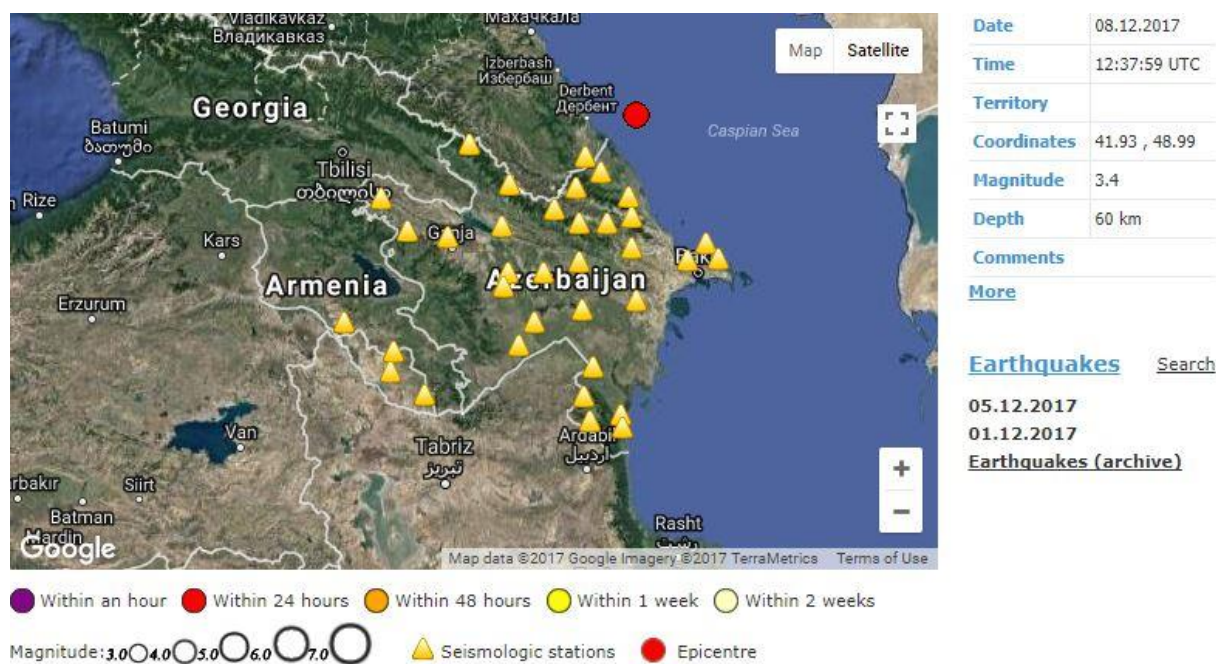 Vladikavkaz
Владикавказ
Махачкала
Izberbash
Избербаш
Derbent
Дербент
Map
Satellite
Georgia
Caspian Sea
Batumi
ბათუმი
Tbilisi
თბილისი
Rize
Kars
Ganja
Azerbaijan
Armenia
Erzurum
Van
Tabriz
تبریز
Ardabil
اردبیل
Siirt
Batman
Mardin
Rasht
رشت
+
−
Google
Map data ©2017 Google Imagery ©2017 TerraMetrics Terms of Use
Date 08.12.2017
Time 12:37:59 UTC
Territory
Coordinates 41.93 , 48.99
Magnitude 3.4
Depth 60 km
Comments
More
Earthquakes Search
05.12.2017
01.12.2017
Earthquakes (archive)
Within an hour Within 24 hours Within 48 hours Within 1 week Within 2 weeks
Magnitude: 3.0 4.0 5.0 6.0 7.0 Seismologic stations Epicentre